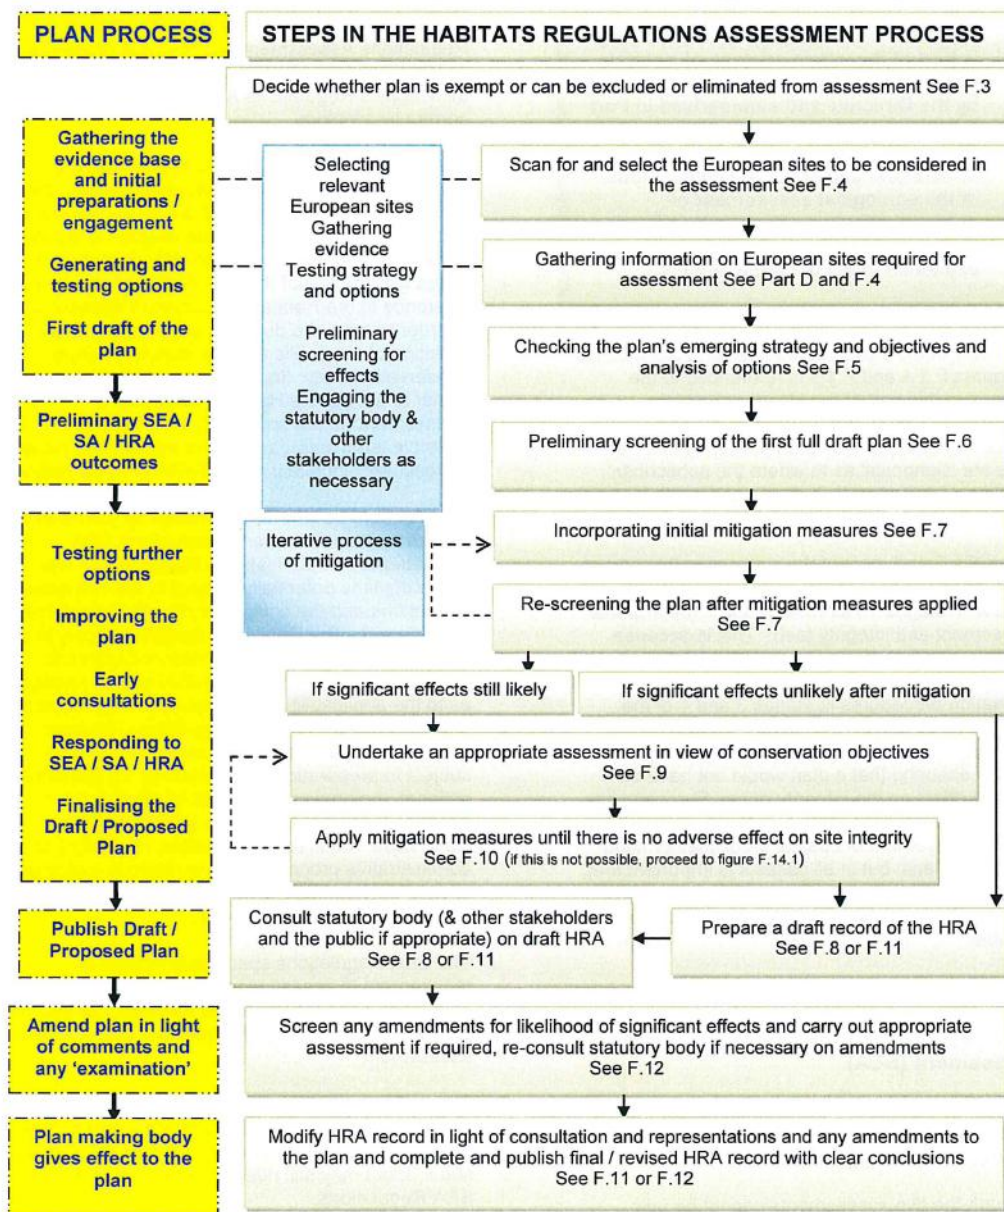 PLAN PROCESS
STEPS IN THE HABITATS REGULATIONS ASSESSMENT PROCESS
Decide whether plan is exempt or can be excluded or eliminated from assessment See F.3
Gathering the
evidence base
and initial
preparations /
engagement
Generating and
testing options
First draft of the
plan
Selecting
relevant
European sites
Gathering
evidence
Testing strategy
and options
Preliminary
screening for
effects
Engaging the
statutory body &
other
stakeholders as
necessary
Scan for and select the European sites to be considered in
the assessment See F.4
Gathering information on European sites required for
assessment See Part D and F.4
Checking the plan's emerging strategy and objectives and
analysis of options See F.5
Preliminary SEA /
SA / HRA
outcomes
Preliminary screening of the first full draft plan See F.6
Testing further
options
Improving the
plan
Early
consultations
Responding to
SEA / SA / HRA
Finalising the
Draft / Proposed
Plan
Iterative process
of mitigation
Incorporating initial mitigation measures See F.7
Re-screening the plan after mitigation measures applied
See F.7
If significant effects still likely
If significant effects unlikely after mitigation
Undertake an appropriate assessment in view of conservation objectives
See F.9
Apply mitigation measures until there is no adverse effect on site integrity
See F.10 (if this is not possible, proceed to figure F.14.1)
Publish Draft /
Proposed Plan
Consult statutory body (& other stakeholders
and the public if appropriate) on draft HRA
See F.8 or F.11
Prepare a draft record of the HRA
See F.8 or F.11
Amend plan in light
of comments and
any ‘examination’
Screen any amendments for likelihood of significant effects and carry out appropriate
assessment if required, re-consult statutory body if necessary on amendments
See F.12
Plan making body
gives effect to the
plan
Modify HRA record in light of consultation and representations and any amendments to
the plan and complete and publish final / revised HRA record with clear conclusions
See F.11 or F.12